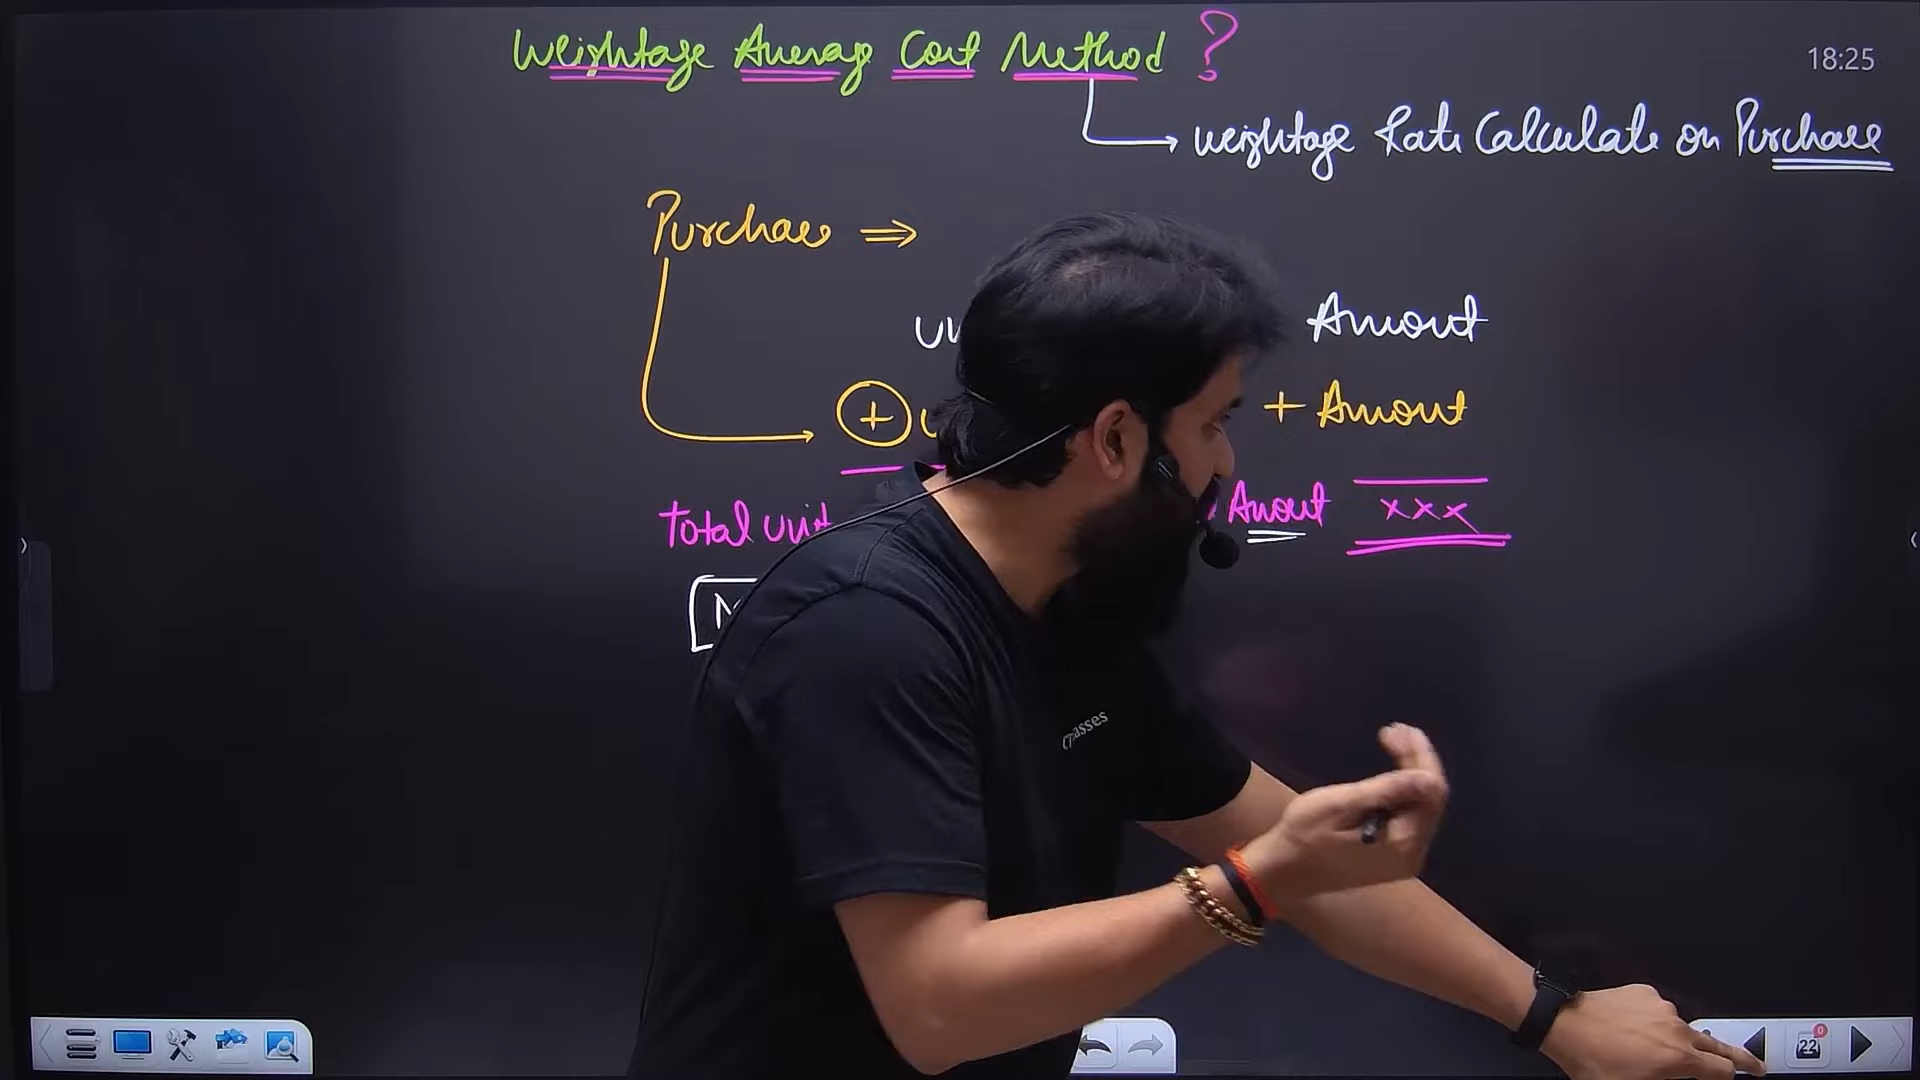 Weightage Average Cost Method ?
18:25
Weightage Rate Calculate on Purchase
Purchase ⇒
Amount
+
+ Amount
Total Unit
Amount xxx
22
0